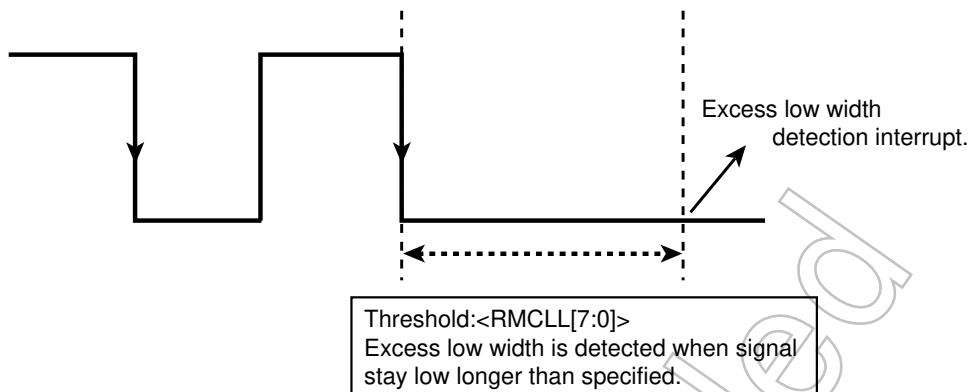 Excess low width
detection interrupt.
Threshold:<RMCLL[7:0]>
Excess low width is detected when signal
stay low longer than specified.
led